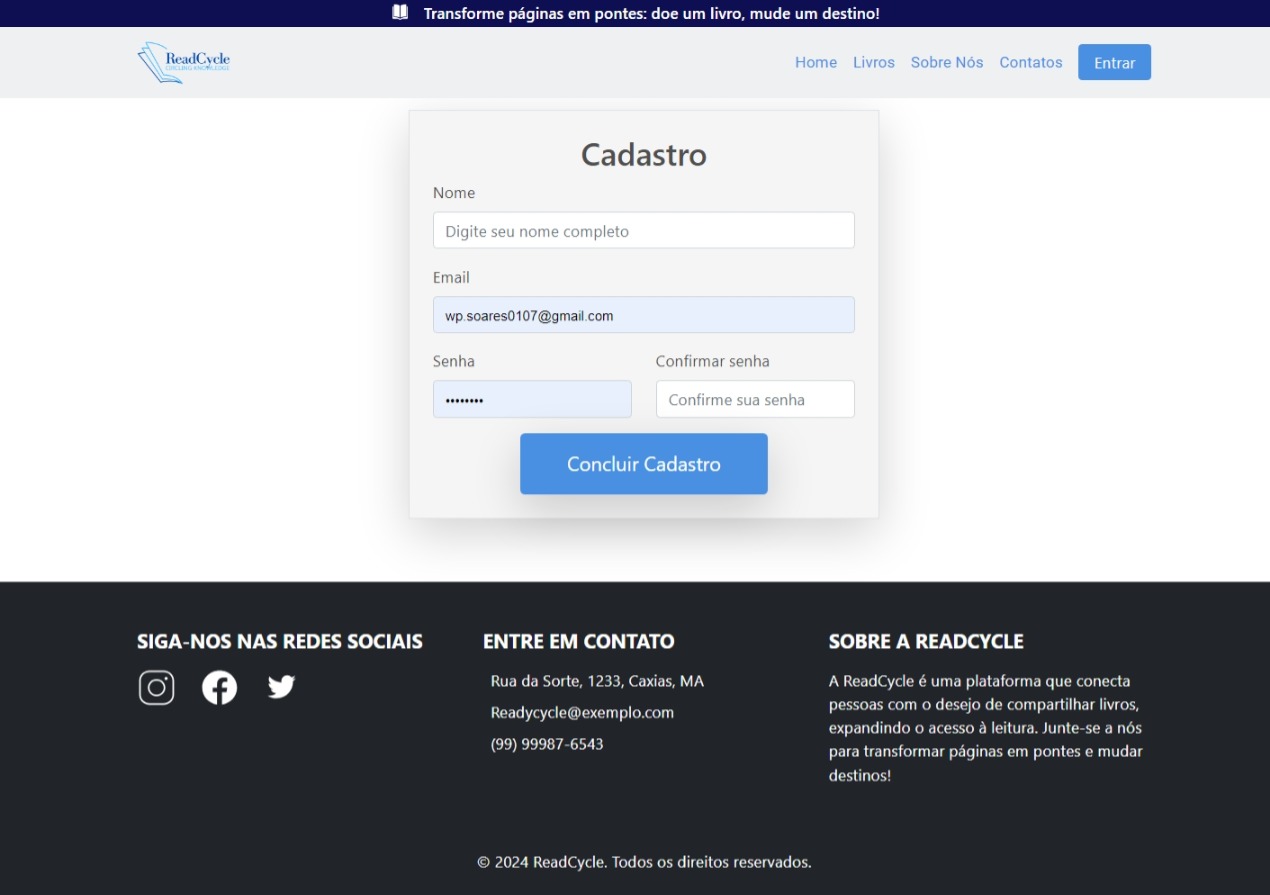 Transforme páginas em pontes: doe um livro, mude um destino!
ReadCycle
CIRCLING KNOWLEDGE
Home
Livros
Sobre Nós
Contatos
Entrar
Cadastro
Nome
Digite seu nome completo
Email
wp.soares0107@gmail.com
Senha
Confirmar senha
••••••••
Confirme sua senha
Concluir Cadastro
SIGA-NOS NAS REDES SOCIAIS
ENTRE EM CONTATO
Rua da Sorte, 1233, Caxias, MA
Readycycle@exemplo.com
(99) 99987-6543
SOBRE A READCYCLE
A ReadCycle é uma plataforma que conecta
pessoas com o desejo de compartilhar livros,
expandindo o acesso à leitura. Junte-se a nós
para transformar páginas em pontes e mudar
destinos!
© 2024 ReadCycle. Todos os direitos reservados.